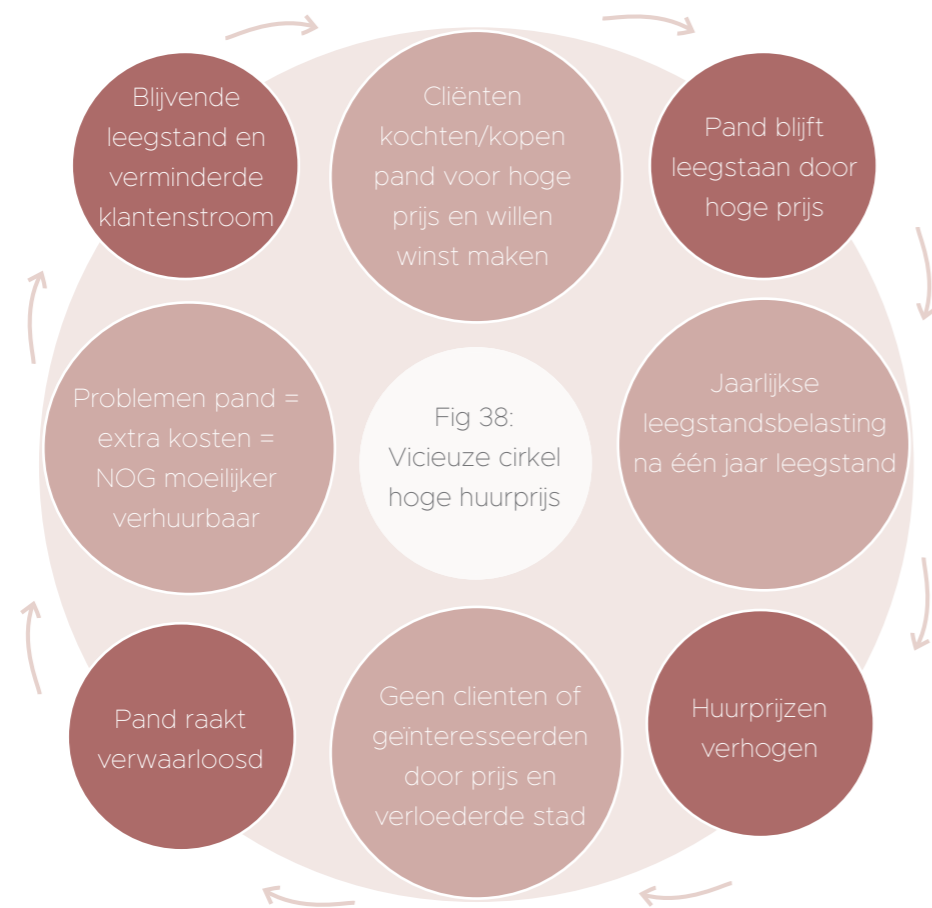 Cliënten
kochten/kopen
pand voor hoge
prijs en willen
winst maken
Pand blijft
leegstaan door
hoge prijs
Jaarlijkse
leegstandsbelasting
na één jaar leegstand
Huurprijzen
verhogen
Geen clienten of
geïnteresseerden
door prijs en
verloederde stad
Pand raakt
verwaarloosd
Problemen pand =
extra kosten =
NOG moeilijker
verhuurbaar
Blijvende
leegstand en
verminderde
klantenstroom
Fig 38:
Vicieuze cirkel
hoge huurprijs